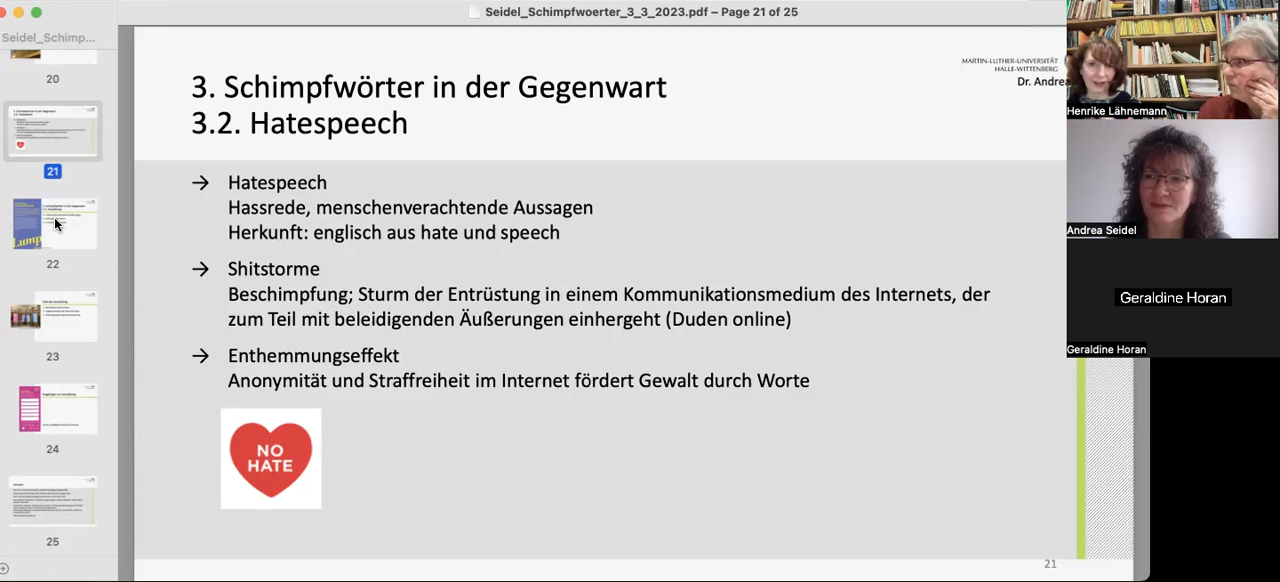 Seidel_Schimpfwoerter_3_3_2023.pdf – Page 21 of 25
Seidel_Schimp...
20
21
22
Lump
23
24
25
MARTIN-LUTHER-UNIVERSITÄT
HALLE-WITTENBERG
Dr. Andrea
3. Schimpfwörter in der Gegenwart
3.2. Hatespeech
→ Hatespeech
Hassrede, menschenverachtende Aussagen
Herkunft: englisch aus hate und speech
→ Shitstorme
Beschimpfung; Sturm der Entrüstung in einem Kommunikationsmedium des Internets, der
zum Teil mit beleidigenden Äußerungen einhergeht (Duden online)
→ Enthemmungseffekt
Anonymität und Straffreiheit im Internet fördert Gewalt durch Worte
NO
HATE
21
Henrike Lähnemann
Andrea Seidel
Geraldine Horan
Geraldine Horan